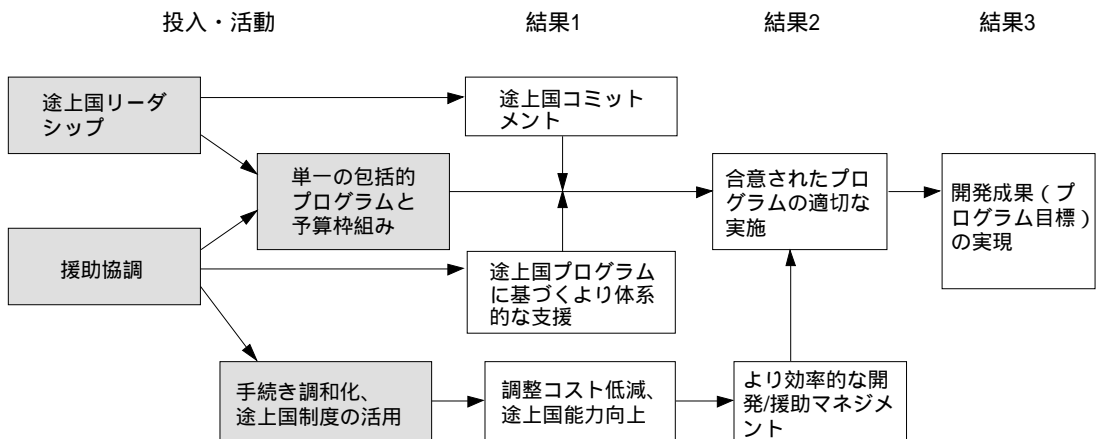 投入・活動
結果1
結果2
結果3
途上国リーダ
シップ
途上国コミット
メント
単一の包括的
プログラムと
予算枠組み
合意されたプロ
グラムの適切な
実施
開発成果（プ
ログラム目標）
の実現
援助協調
途上国プログラム
に基づくより体系
的な支援
手続き調和化、
途上国制度の活用
調整コスト低減、
途上国能力向上
より効率的な開
発/援助マネジメ
ント